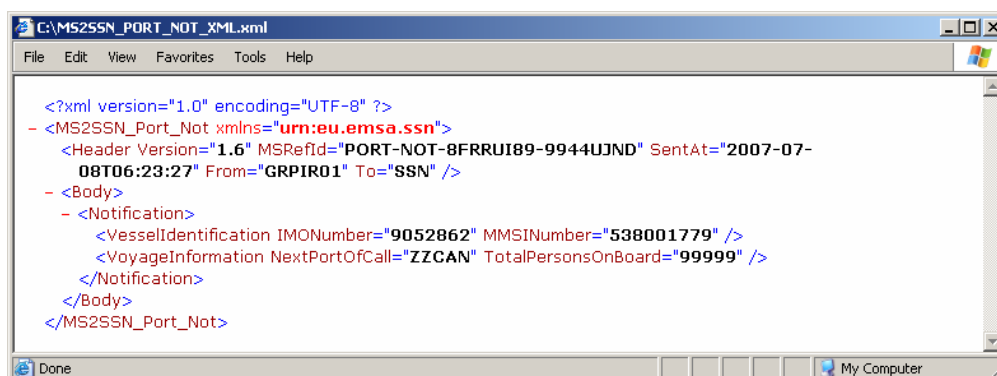 C:\MS2SSN_PORT_NOT_XML.xml
File Edit View Favorites Tools Help
<?xml version="1.0" encoding="UTF-8" ?>
- <MS2SSN_Port_Not xmlns="urn:eu.emsa.ssn">
<Header Version="1.6" MSRefId="PORT-NOT-8FRRUI89-9944UJND" SentAt="2007-07-
08T06:23:27" From="GRPIR01" To="SSN" />
- <Body>
- <Notification>
<VesselIdentification IMONumber="9052862" MMSINumber="538001779" />
<VoyageInformation NextPortOfCall="ZZCAN" TotalPersonsOnBoard="99999" />
</Notification>
</Body>
</MS2SSN_Port_Not>
Done My Computer